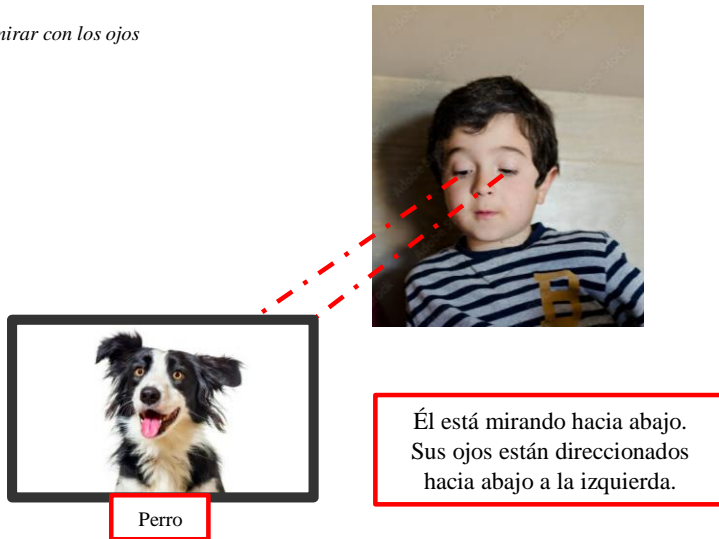 mirar con los ojos
Él está mirando hacia abajo.
Sus ojos están direccionados
hacia abajo a la izquierda.
Perro